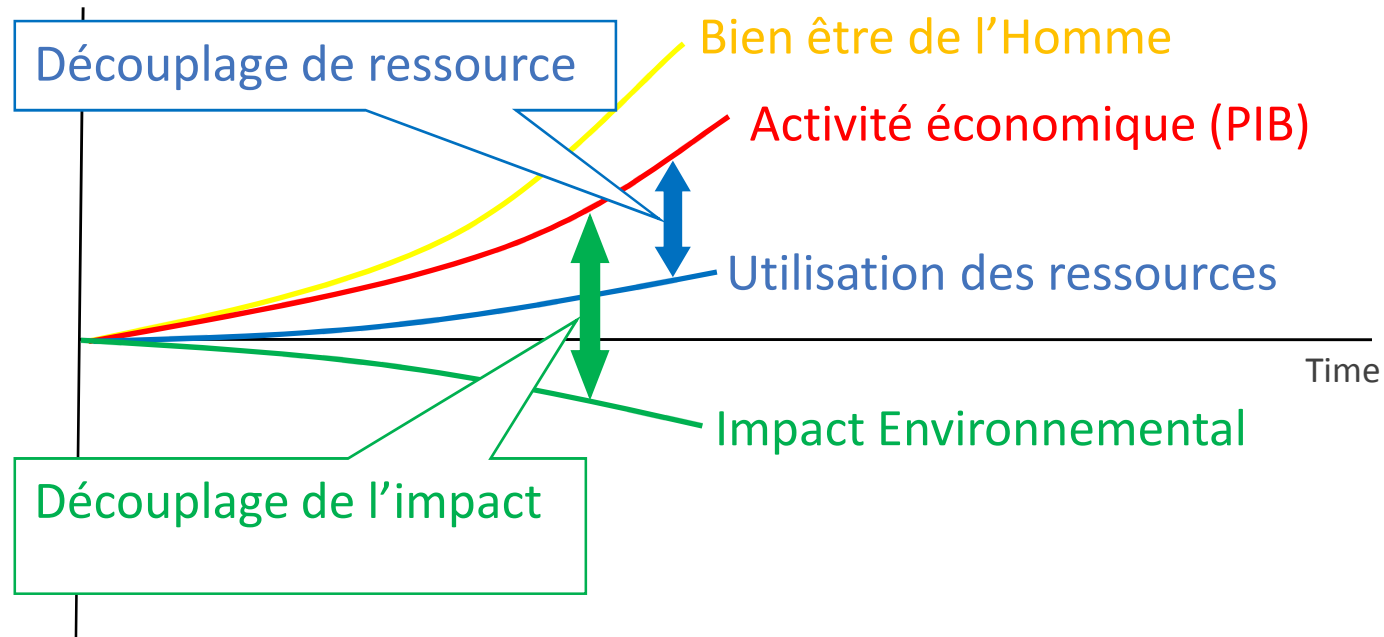 Bien être de l’Homme
Découplage de ressource
Activité économique (PIB)
Utilisation des ressources
Time
Impact Environnemental
Découplage de l’impact